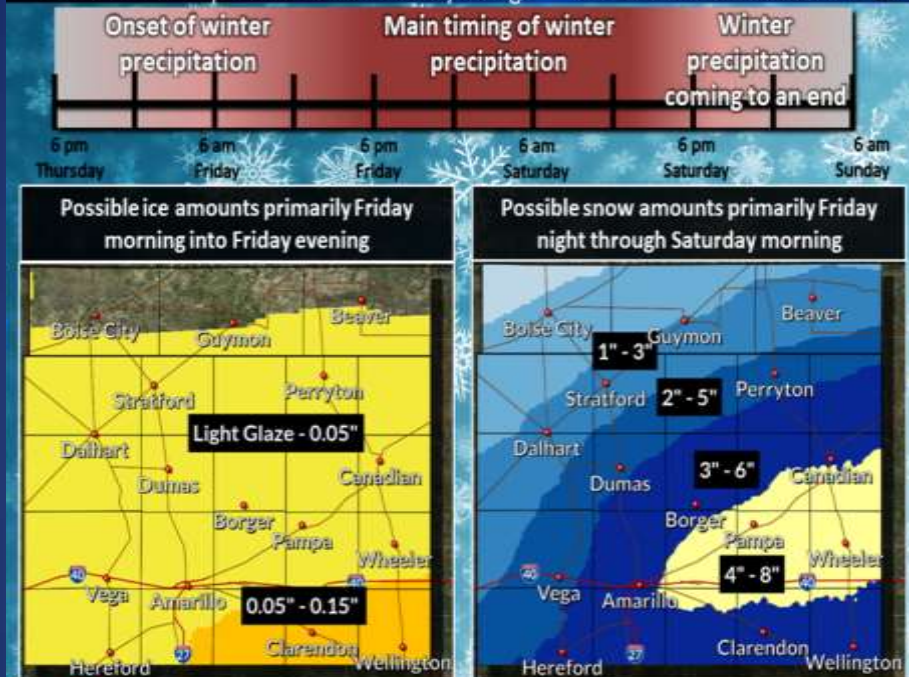 Onset of winter
precipitation
Main timing of winter
precipitation
Winter
precipitation
coming to an end
6 pm
Thursday
6 am
Friday
6 pm
Friday
6 am
Saturday
6 pm
Saturday
6 am
Sunday
Possible ice amounts primarily Friday
morning into Friday evening
Boise City
Guymon
Beaver
Stratford
Perryton
Light Glaze - 0.05"
Dalhart
Dumas
Canadian
Borger
Pampa
Wheeler
40
40
Vega
Amarillo
0.05" - 0.15"
27
Clarendon
Hereford
Wellington
Possible snow amounts primarily Friday
night through Saturday morning
Boise City
Guymon
Beaver
1" - 3"
Stratford
2" - 5"
Perryton
Dalhart
3" - 6"
Dumas
Canadian
Borger
Pampa
Wheeler
40
4" - 8"
40
Vega
Amarillo
27
Clarendon
Hereford
Wellington